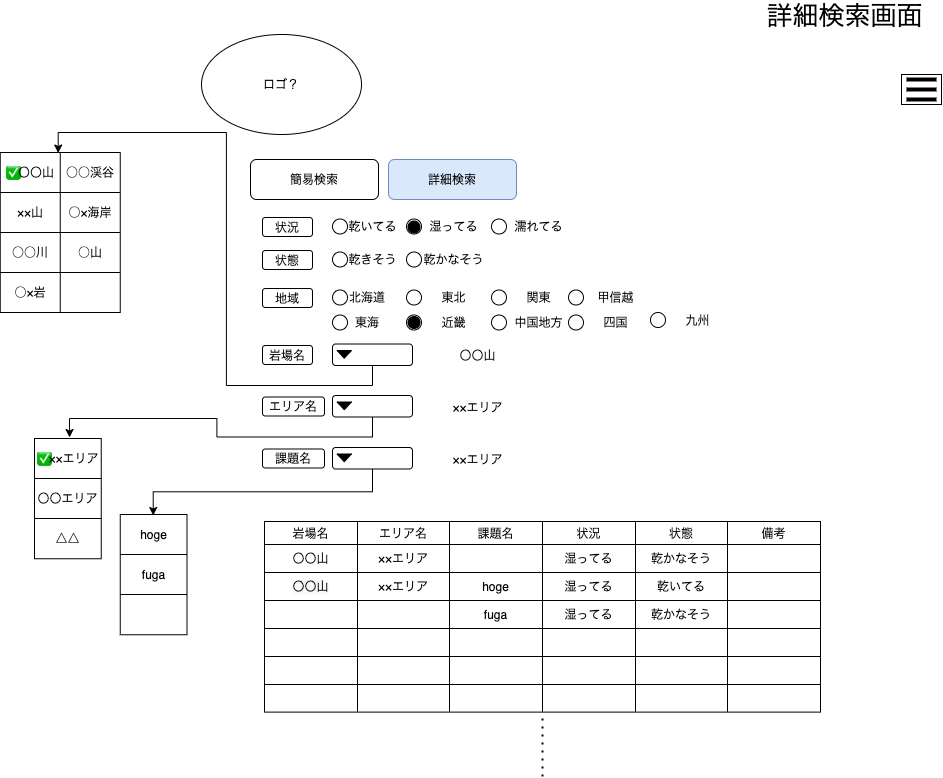 詳細検索画面
ロゴ？
✅〇〇山 〇〇渓谷
××山 〇×海岸
〇〇川 〇山
〇×岩
簡易検索 詳細検索
状況 乾いてる 湿ってる 濡れてる
状態 乾きそう 乾かなそう
地域 北海道 東北 関東 甲信越
東海 近畿 中国地方 四国 九州
岩場名 〇〇山
エリア名 ××エリア
課題名 ××エリア
✅××エリア
〇〇エリア
△△
hoge
fuga
岩場名 エリア名 課題名 状況 状態 備考
〇〇山 ××エリア 湿ってる 乾かなそう
〇〇山 ××エリア hoge 湿ってる 乾いてる
fuga 湿ってる 乾かなそう